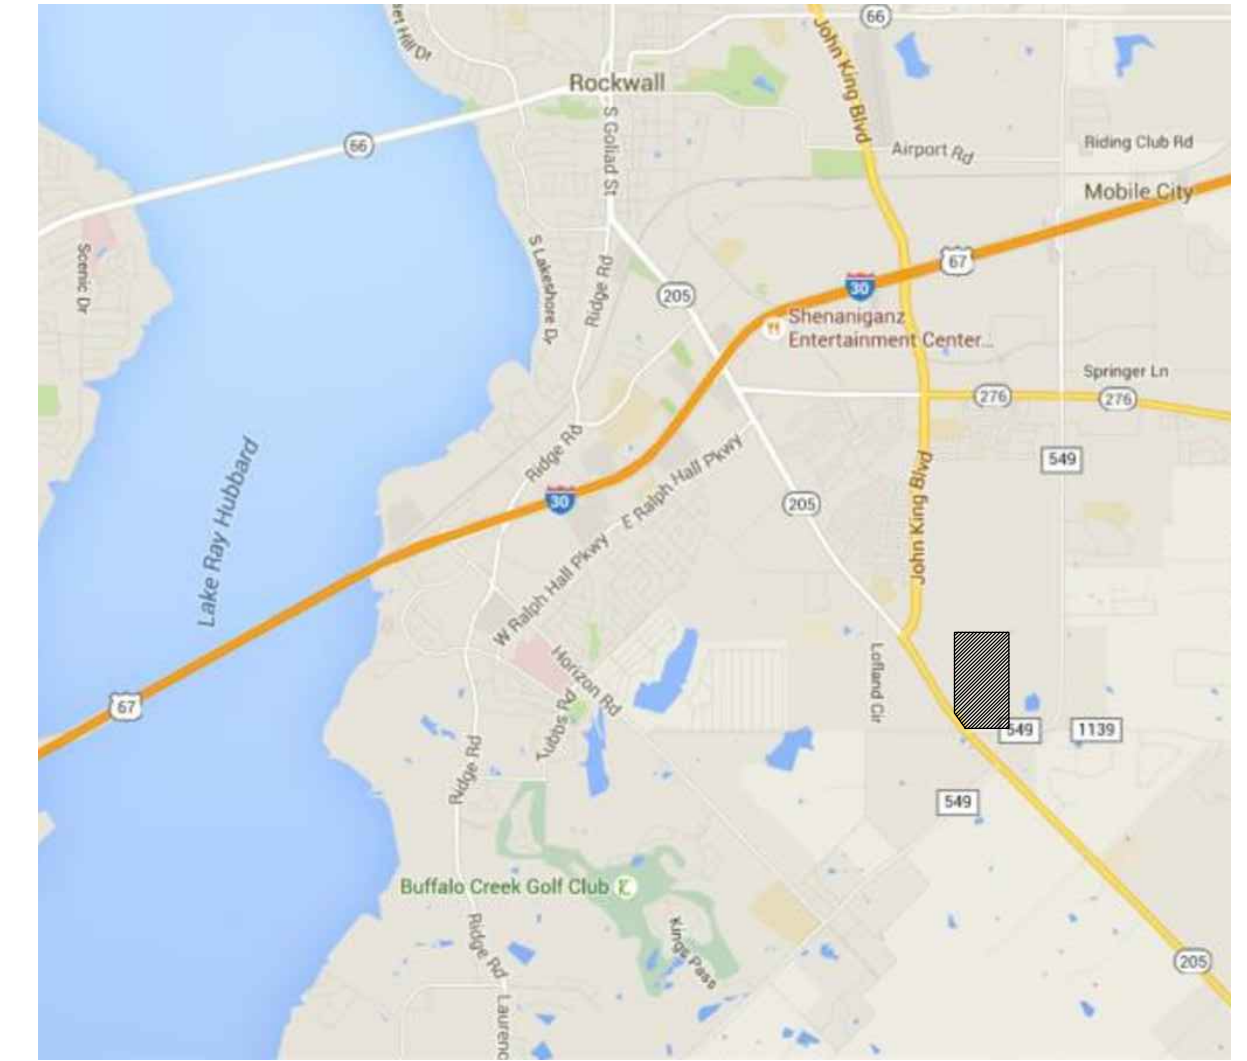 66
Rockwall
John King Blvd
66
S Goliad St
Airport Rd
Riding Club Rd
Mobile City
Scenic Dr
S Lakeshore Dr
Ridge Rd
67
30
205
Shenaniganz
Entertainment Center...
Springer Ln
276
276
Ridge Rd
549
E Ralph Hall Pkwy
30
205
John King Blvd
Lake Ray Hubbard
W Ralph Hall Pkwy
Horizon Rd
Lofland Cir
67
Tubbs Rd
549
1139
Ridge Rd
549
Buffalo Creek Golf Club
Kings Pass
Ridge Rd
205
Laurenc